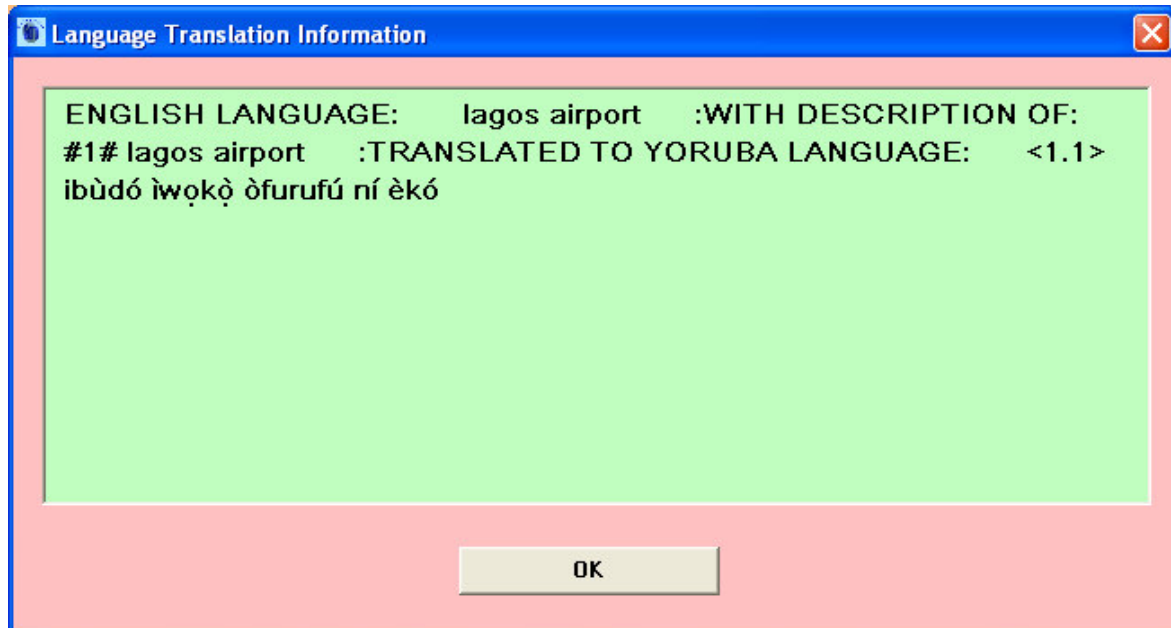 Language Translation Information
ENGLISH LANGUAGE: lagos airport :WITH DESCRIPTION OF:
#1# lagos airport :TRANSLATED TO YORUBA LANGUAGE: <1.1>
ibùdó ìwọkọ̀ òfurufú ní èkó
OK